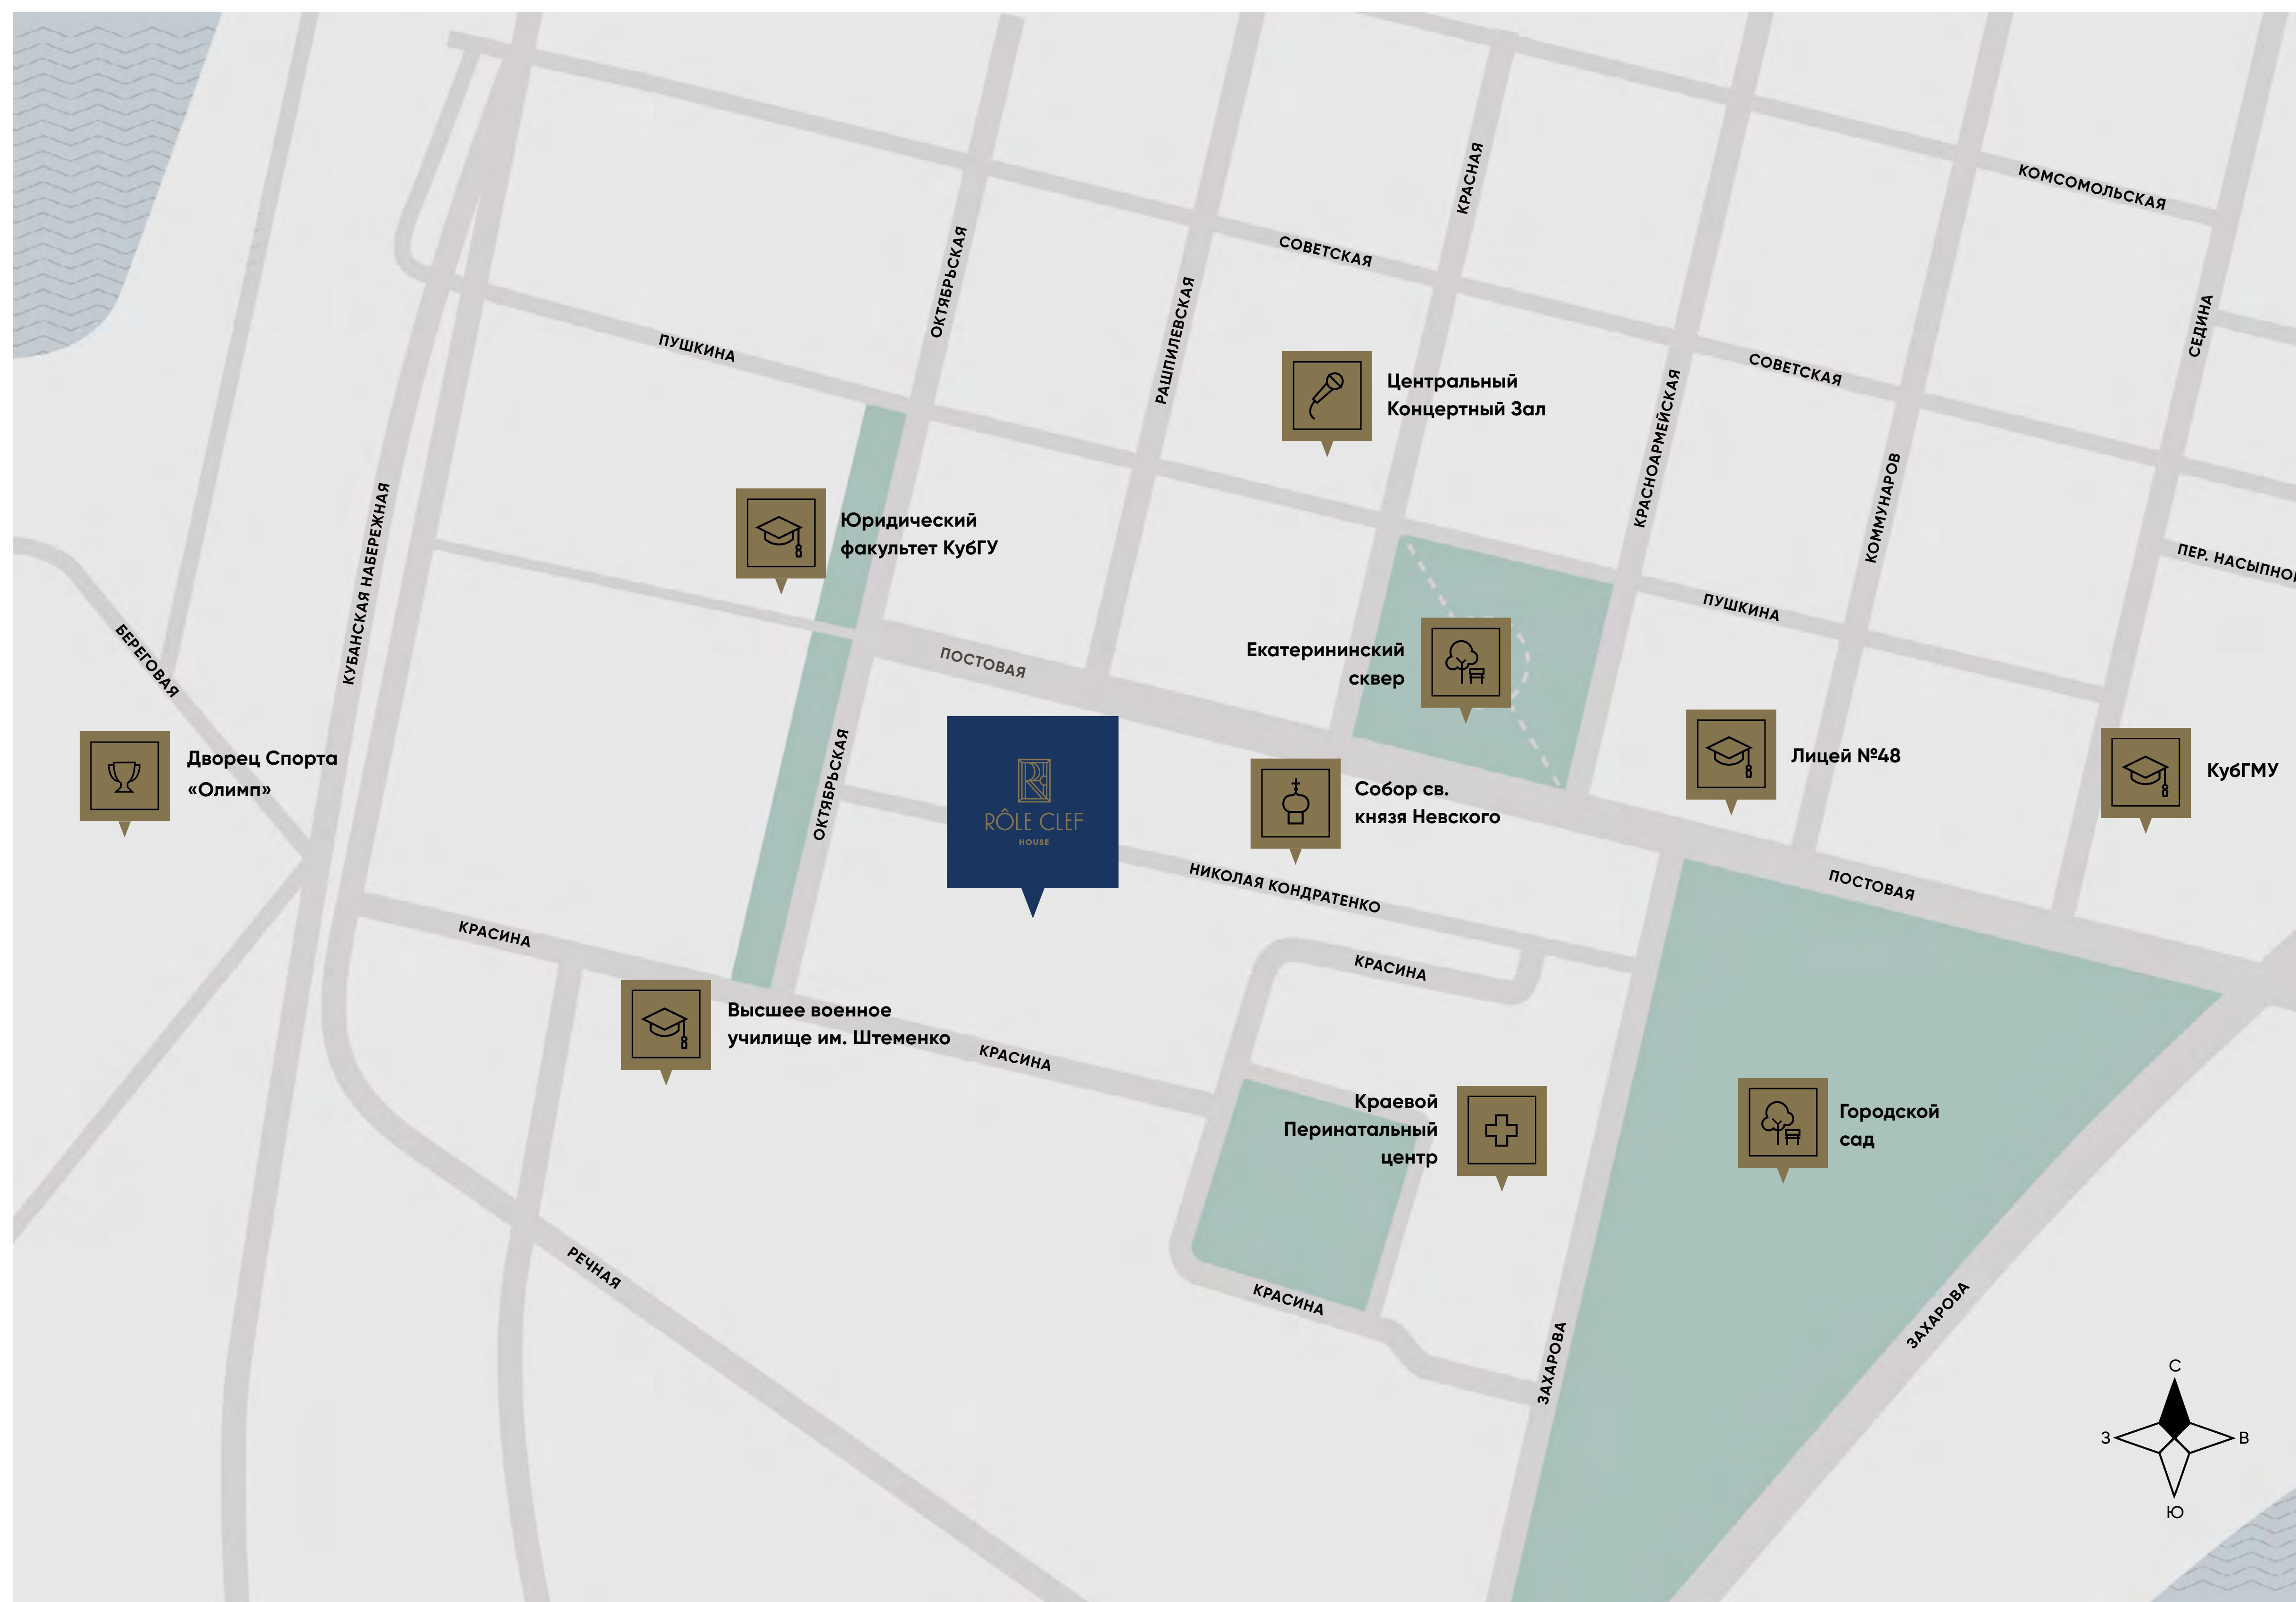 КРАСНАЯ
КОМСОМОЛЬСКАЯ
ОКТЯБРЬСКАЯ
СОВЕТСКАЯ
РАШПИЛЕВСКАЯ
СЕДИНА
ПУШКИНА
СОВЕТСКАЯ
Центральный
Концертный Зал
КРАСНОАРМЕЙСКАЯ
КОММУНАРОВ
КУБАНСКАЯ НАБЕРЕЖНАЯ
Юридический
факультет КубГУ
ПЕР. НАСЫПНО
ПУШКИНА
БЕРЕГОВАЯ
ПОСТОВАЯ
Екатерининский
сквер
Дворец Спорта
«Олимп»
ОКТЯБРЬСКАЯ
RÔLE CLEF
HOUSE
Собор св.
князя Невского
Лицей №48
КубГМУ
НИКОЛАЯ КОНДРАТЕНКО
ПОСТОВАЯ
КРАСИНА
КРАСИНА
Высшее военное
училище им. Штеменко
КРАСИНА
Краевой
Перинатальный
центр
Городской
сад
РЕЧНАЯ
КРАСИНА
ЗАХАРОВА
ЗАХАРОВА
С
З
В
Ю